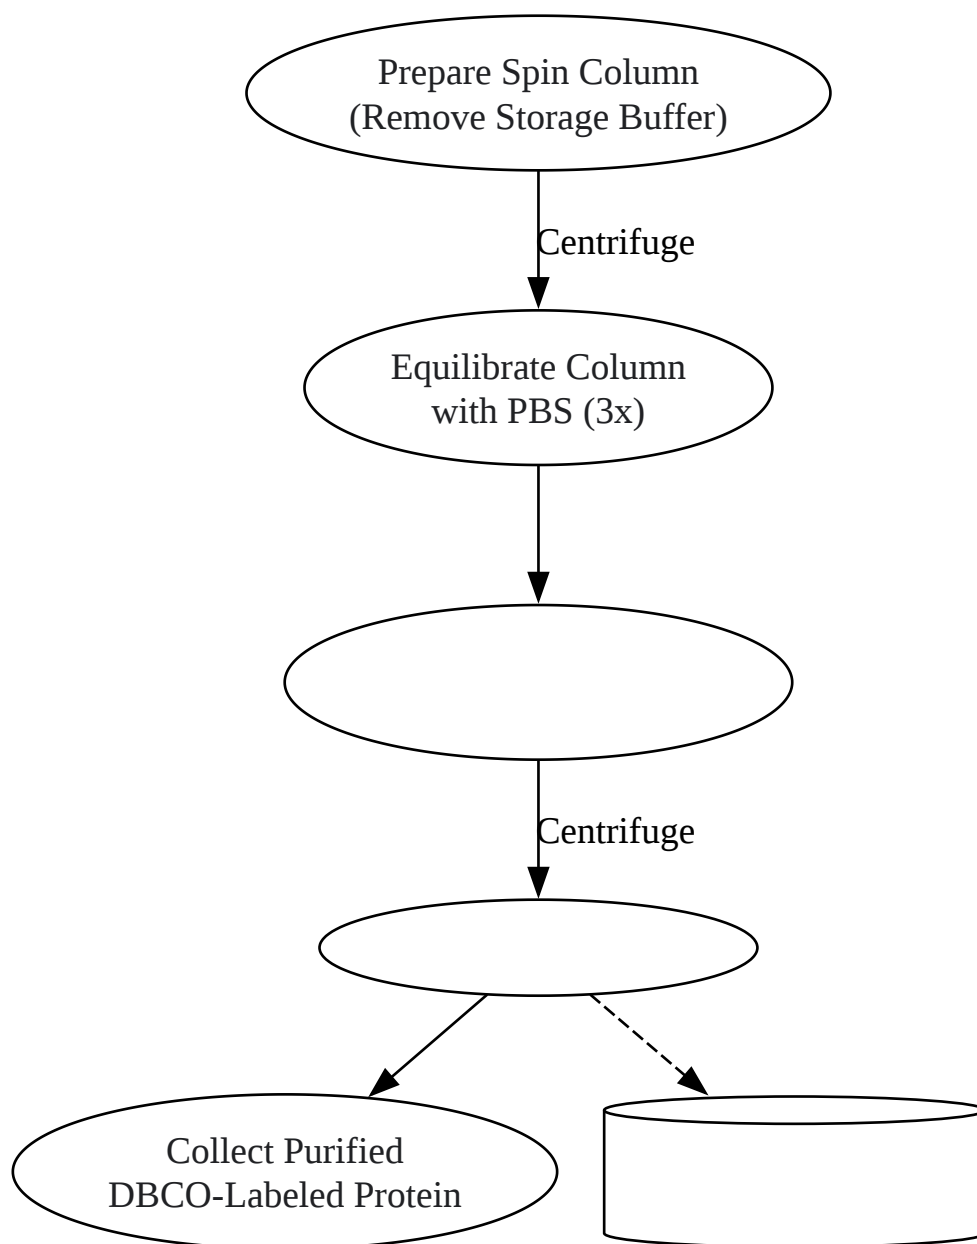 Prepare Spin Column
(Remove Storage Buffer)
Centrifuge
Equilibrate Column
with PBS (3x)
Centrifuge
Collect Purified
DBCO-Labeled Protein